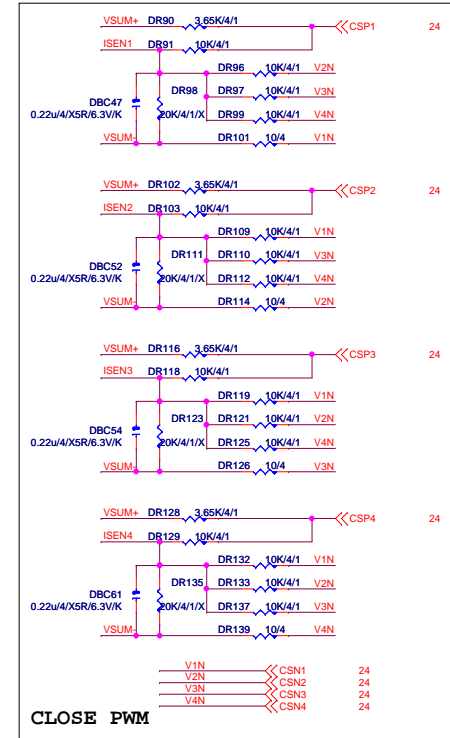 VSUM+ DR90 3.65K/4/1 CSP1 24
ISEN1 DR91 10K/4/1
DR96 10K/4/1 V2N
DR98 DR97 10K/4/1 V3N
DBC47
0.22u/4/X5R/6.3V/K 20K/4/1/X DR99 10K/4/1 V4N
VSUM- DR101 10/4 V1N
VSUM+ DR102 3.65K/4/1 CSP2 24
ISEN2 DR103 10K/4/1
DR109 10K/4/1 V1N
DR111 DR110 10K/4/1 V3N
DBC52
0.22u/4/X5R/6.3V/K 20K/4/1/X DR112 10K/4/1 V4N
VSUM- DR114 10/4 V2N
VSUM+ DR116 3.65K/4/1 CSP3 24
ISEN3 DR118 10K/4/1
DR119 10K/4/1 V1N
DR123 DR121 10K/4/1 V2N
DBC54
0.22u/4/X5R/6.3V/K 20K/4/1/X DR125 10K/4/1 V4N
VSUM- DR126 10/4 V3N
VSUM+ DR128 3.65K/4/1 CSP4 24
ISEN4 DR129 10K/4/1
DR132 10K/4/1 V1N
DR135 DR133 10K/4/1 V2N
DBC61
0.22u/4/X5R/6.3V/K 20K/4/1/X DR137 10K/4/1 V3N
VSUM- DR139 10/4 V4N
V1N CSN1 24
V2N CSN2 24
V3N CSN3 24
V4N CSN4 24
CLOSE PWM